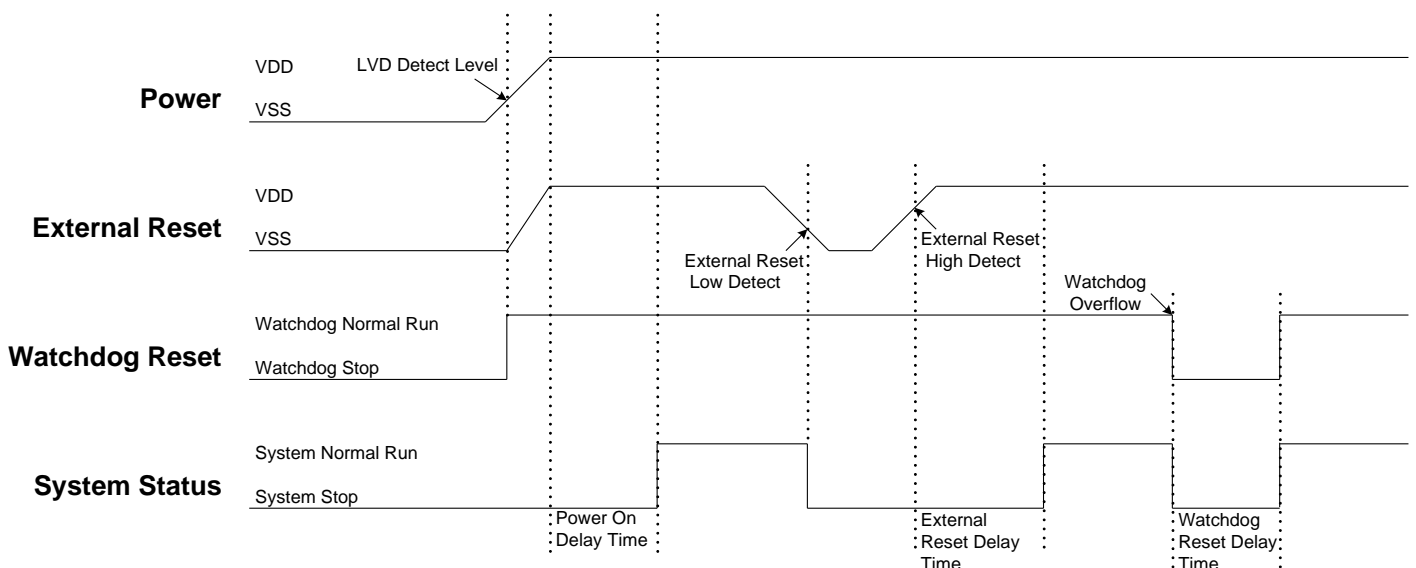 VDD
LVD Detect Level
Power
VSS
VDD
External Reset
VSS
External Reset
Low Detect
External Reset
High Detect
Watchdog
Overflow
Watchdog Normal Run
Watchdog Reset
Watchdog Stop
System Normal Run
System Status
System Stop
Power On
Delay Time
External
Reset Delay
Time
Watchdog
Reset Delay
Time